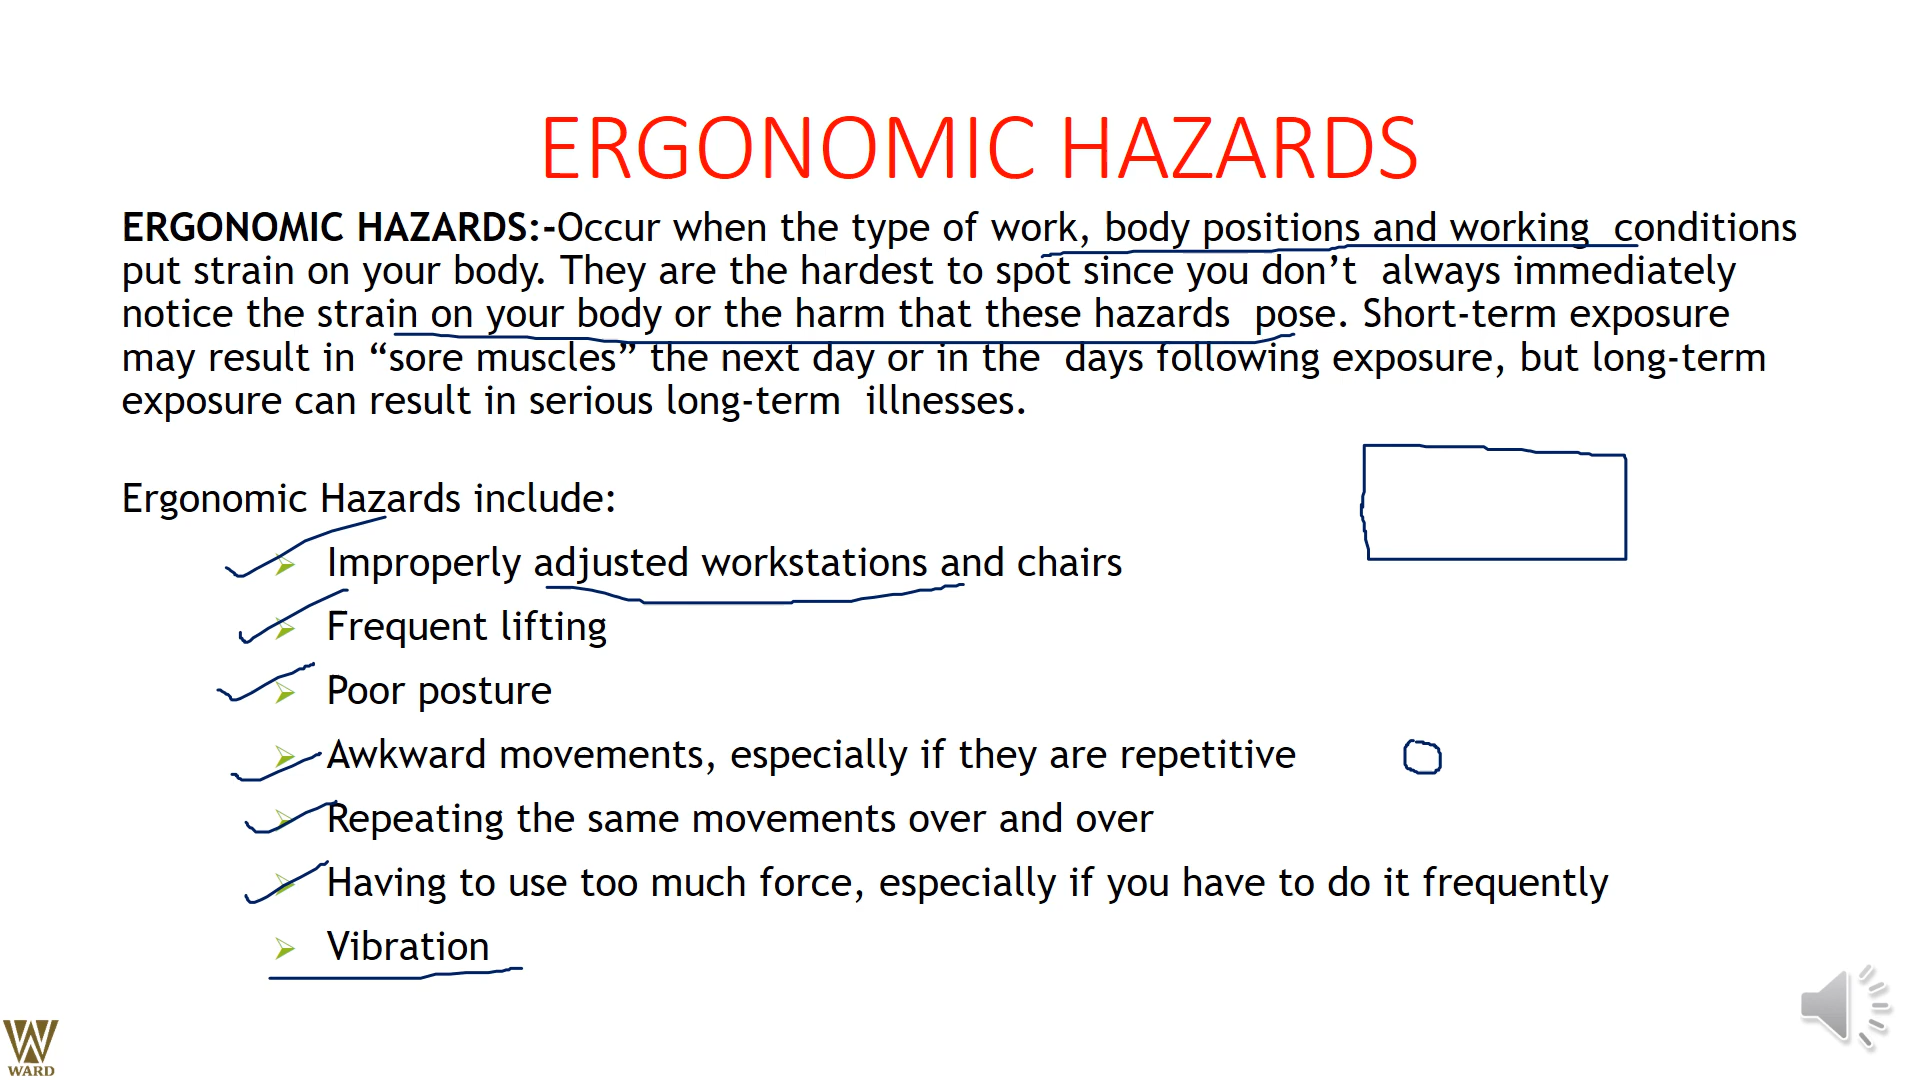 ERGONOMIC HAZARDS
ERGONOMIC HAZARDS:-Occur when the type of work, body positions and working conditions
put strain on your body. They are the hardest to spot since you don’t always immediately
notice the strain on your body or the harm that these hazards pose. Short-term exposure
may result in “sore muscles” the next day or in the days following exposure, but long-term
exposure can result in serious long-term illnesses.
Ergonomic Hazards include:
Improperly adjusted workstations and chairs
Frequent lifting
Poor posture
Awkward movements, especially if they are repetitive
Repeating the same movements over and over
Having to use too much force, especially if you have to do it frequently
Vibration
WARD